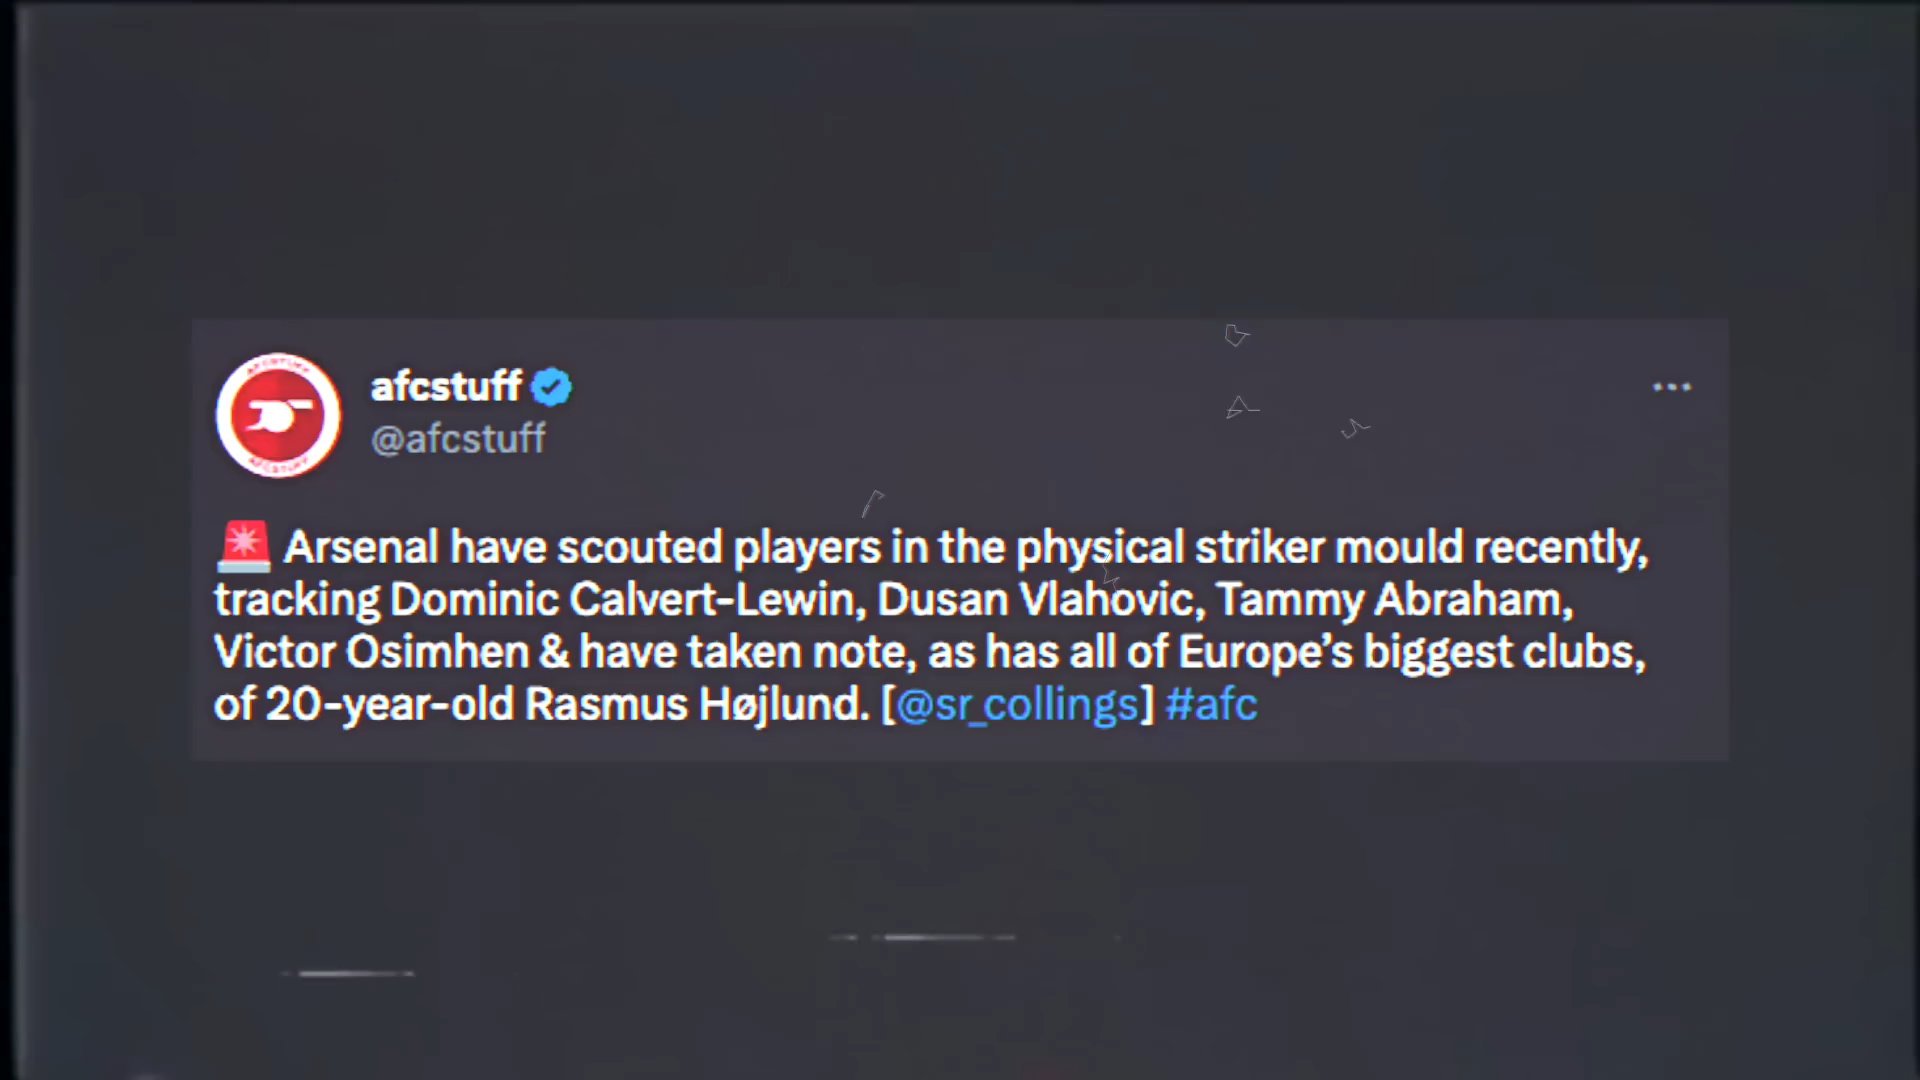 afcstuff
@afcstuff
AFCSTUFF
AFCSTUFF
🚨 Arsenal have scouted players in the physical striker mould recently,
tracking Dominic Calvert-Lewin, Dusan Vlahovic, Tammy Abraham,
Victor Osimhen & have taken note, as has all of Europe’s biggest clubs,
of 20-year-old Rasmus Højlund. [@sr_collings] #afc